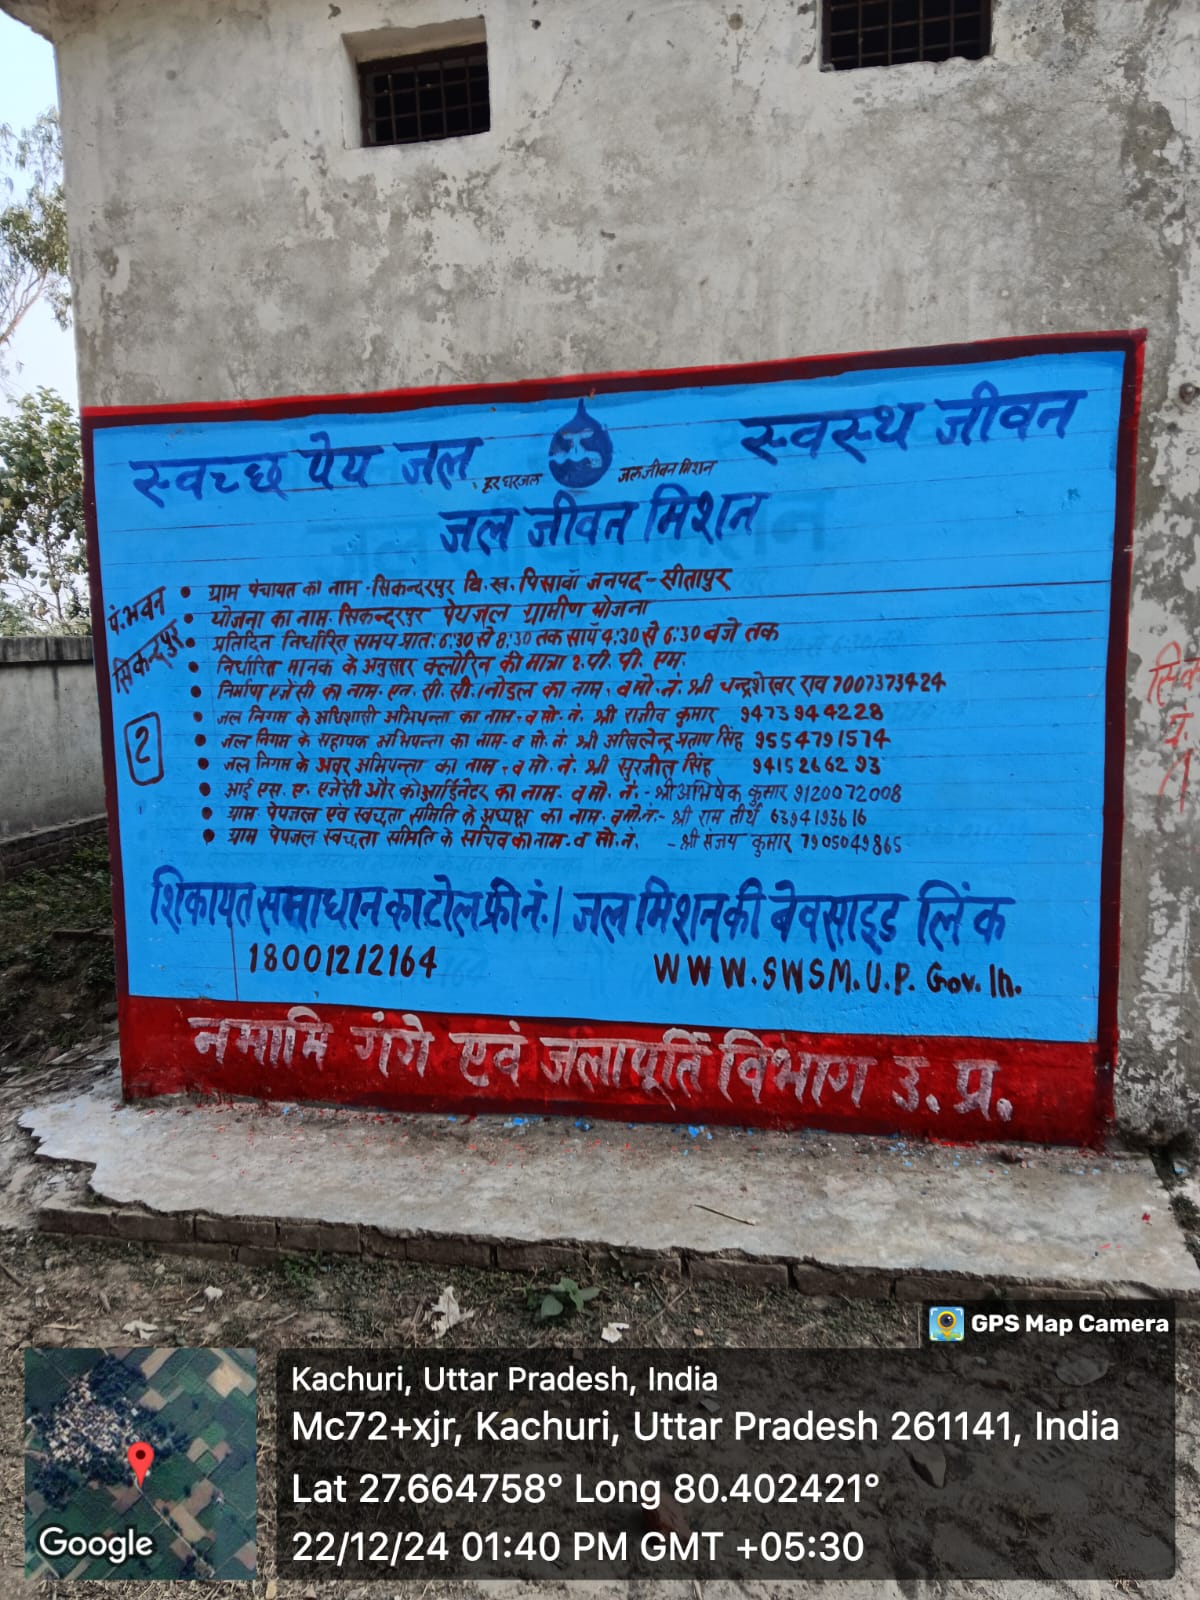 स्वच्छ पेय जल
स्वस्थ जीवन
हर घर जल
जल जीवन मिशन
जल जीवन मिशन
पं. भवन
सिकन्दरपुर
2
• ग्राम पंचायत का नाम - सिकन्दरपुर वि.ख. पिसावाँ जनपद - सीतापुर
• योजना का नाम. सिकन्दरपुर पेयजल ग्रामीण योजना
• प्रतिदिन निर्धारित समय प्रात: 6:30 से 8:30 तक सायं 4:30 से 6:30 बजे तक
• निर्धारित मानक के अनुसार क्लोरिन की मात्रा २. पी. पी. एम.
• निर्माण एजेंसी का नाम. एन. सी. सी. (नोडल का नाम, व मो. नं. श्री चन्द्रशेखर राव 7007373424
• जल निगम के अधिशासी अभियन्ता का नाम - व मो. नं. श्री राजीव कुमार 9473944228
• जल निगम के सहायक अभियन्ता का नाम - व मो. नं. श्री अखिलेन्द्र प्रताप सिंह 9554791574
• जल निगम के अवर अभियन्ता का नाम - व मो. नं. श्री सुरजीत सिंह 9415266293
• आई एस. ए. एजेंसी और कोआर्डिनेटर का नाम - व मो. नं. - श्री अभिषेक कुमार 9120072008
• ग्राम पेयजल एवं स्वच्छता समिति के अध्यक्ष का नाम - व मो. नं. - श्री राम तीर्थ 6394193616
• ग्राम पेयजल स्वच्छता समिति के सचिव का नाम - व मो. नं. - श्री संजय कुमार 7905049865
शिकायत समाधान का टोल फ्री नं. / जल मिशन की बेवसाइड लिंक
18001212164
WWW.SWSM.U.P. Gov. In.
नमामि गंगे एवं जलापूर्ति विभाग उ. प्र.
GPS Map Camera
Kachuri, Uttar Pradesh, India
Mc72+xjr, Kachuri, Uttar Pradesh 261141, India
Lat 27.664758° Long 80.402421°
22/12/24 01:40 PM GMT +05:30
Google